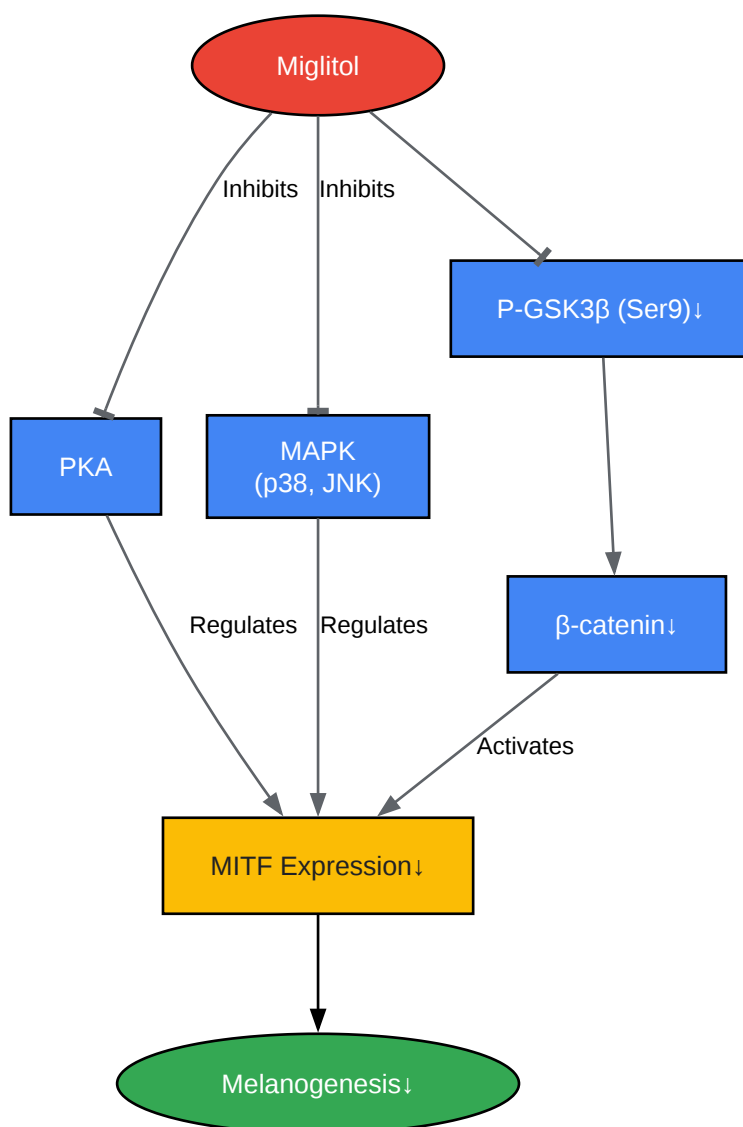 Miglitol
Inhibits
Inhibits
P-GSK3β (Ser9)↓
PKA
MAPK
(p38, JNK)
Regulates
Regulates
β-catenin↓
Activates
MITF Expression↓
Melanogenesis↓